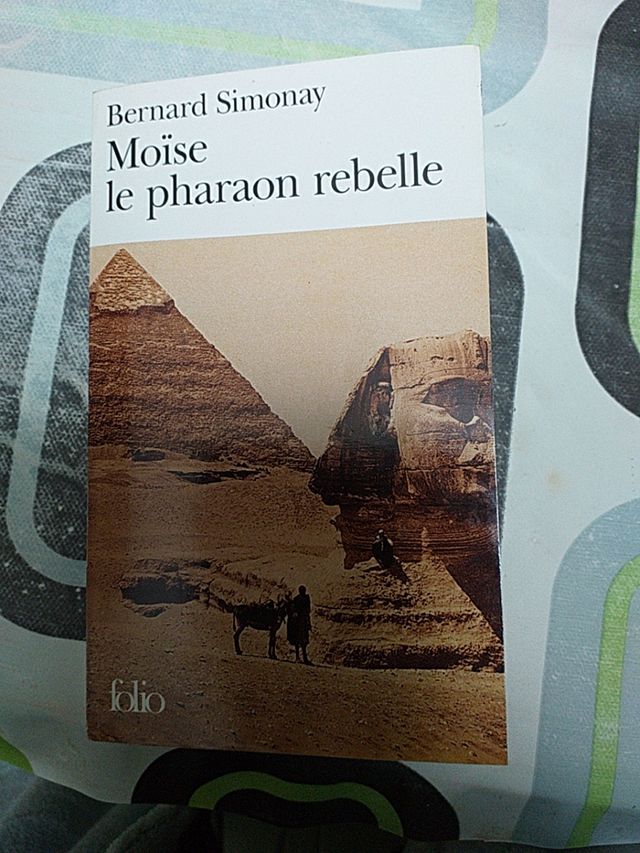 Bernard Simonay
Moïse
le pharaon rebelle
folio